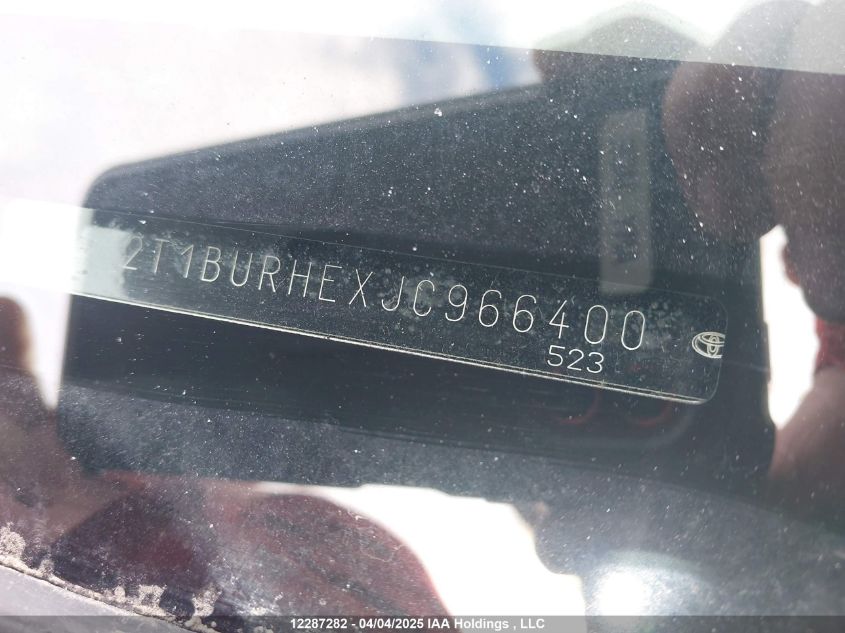 2T1BURHEXJC966400
523
12287282 - 04/04/2025 IAA Holdings , LLC